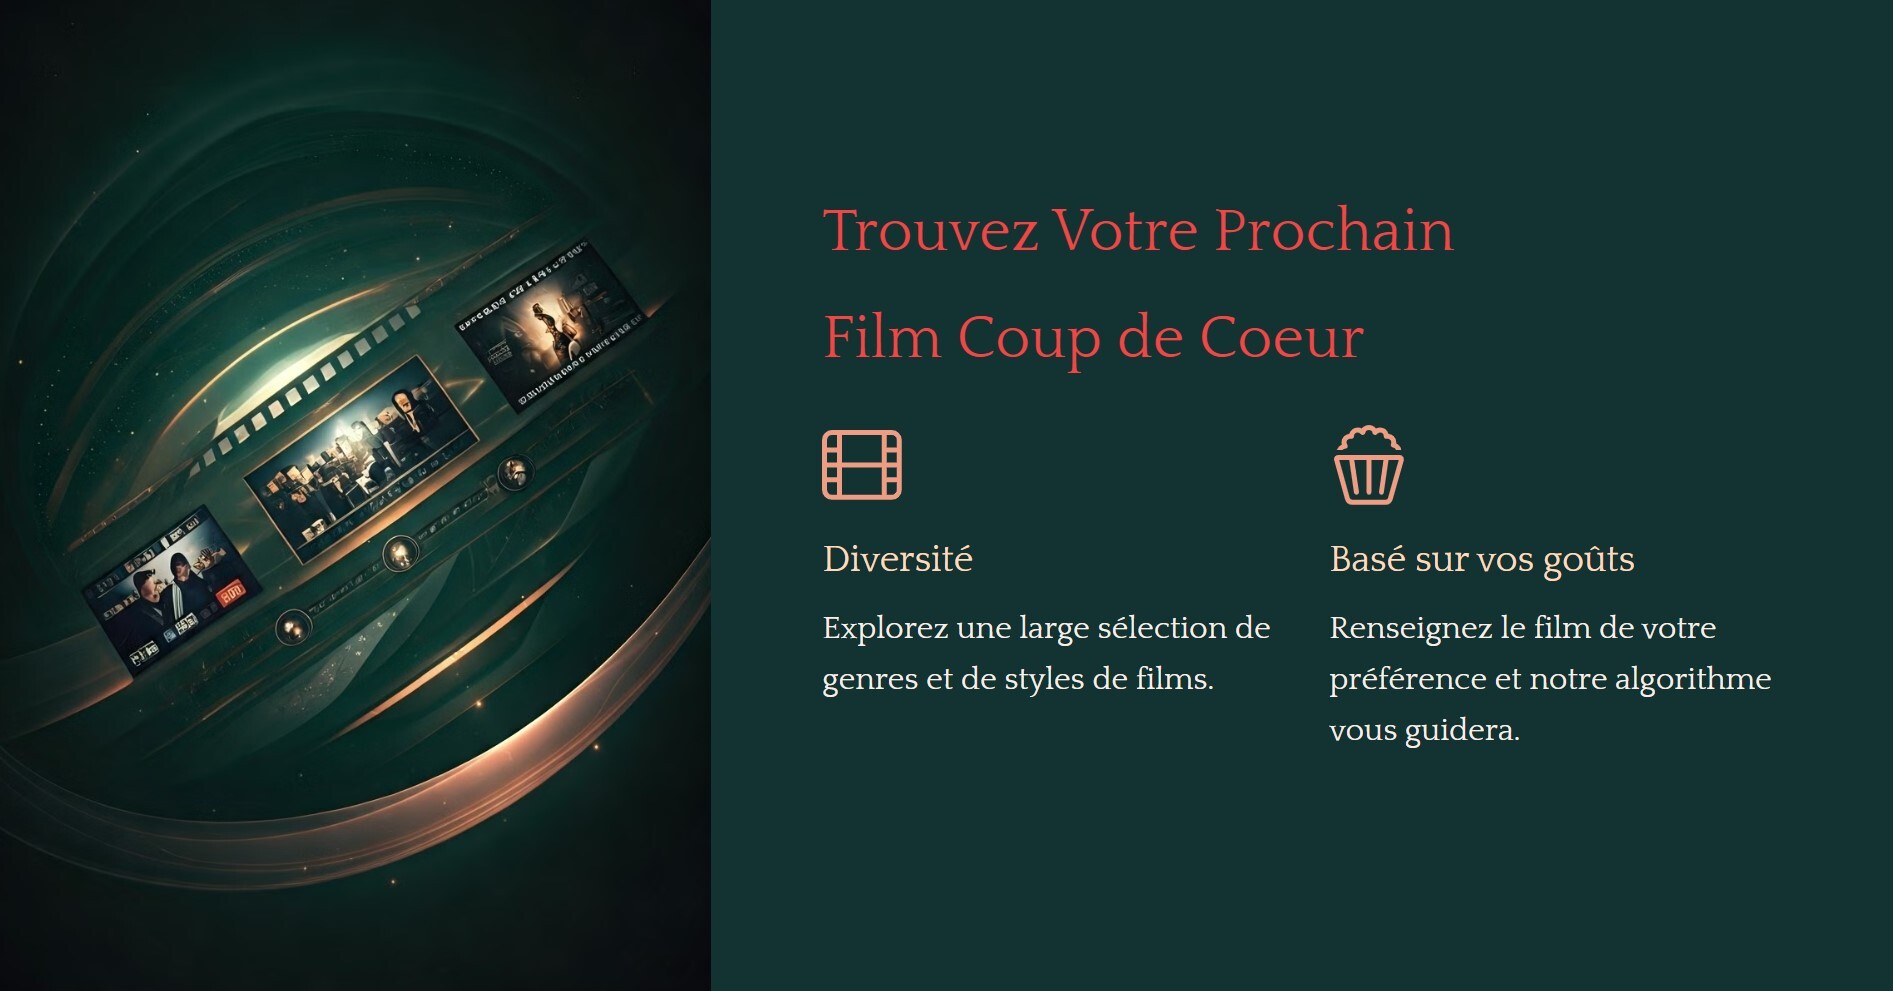 Trouvez Votre Prochain
Film Coup de Coeur
Diversité
Explorez une large sélection de
genres et de styles de films.
Basé sur vos goûts
Renseignez le film de votre
préférence et notre algorithme
vous guidera.